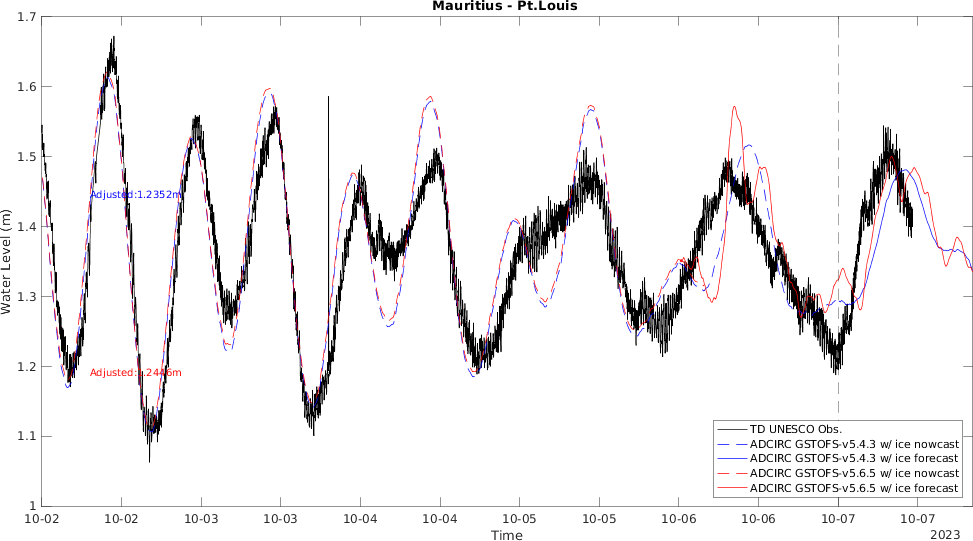 Mauritius - Pt.Louis
1.7
1.6
1.5
1.4
1.3
1.2
1.1
1
Water Level (m)
Adjusted:1.2352m
Adjusted:1.2446m
TD UNESCO Obs.
ADCIRC GSTOFS-v5.4.3 w/ ice nowcast
ADCIRC GSTOFS-v5.4.3 w/ ice forecast
ADCIRC GSTOFS-v5.6.5 w/ ice nowcast
ADCIRC GSTOFS-v5.6.5 w/ ice forecast
10-02 10-02 10-03 10-03 10-04 10-04 10-05 10-05 10-06 10-06 10-07 10-07
Time
2023